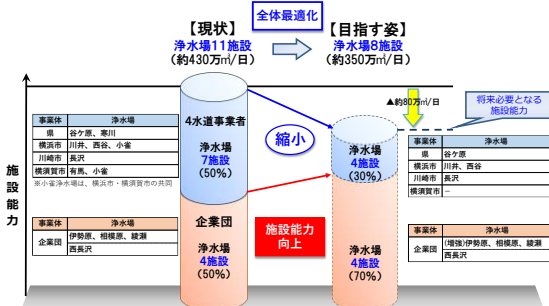 全体最適化
【現状】
浄水場11施設
(約430万㎥/日)
【目指す姿】
浄水場8施設
(約350万㎥/日)
▲約80万㎥/日
将来必要となる
施設能力
施設能力
事業体 浄水場
県 谷ケ原、寒川
横浜市 川井、西谷、小雀
川崎市 長沢
横須賀市 有馬、小雀
※小雀浄水場は、横浜市・横須賀市の共同
事業体 浄水場
企業団 伊勢原、相模原、綾瀬
西長沢
4水道事業者
浄水場
7施設
(50%)
企業団
浄水場
4施設
(50%)
縮小
施設能力
向上
浄水場
4施設
(30%)
浄水場
4施設
(70%)
事業体 浄水場
県 谷ケ原
横浜市 川井、西谷
川崎市 長沢
横須賀市 －
事業体 浄水場
企業団 (増強)伊勢原、相模原、綾瀬
西長沢